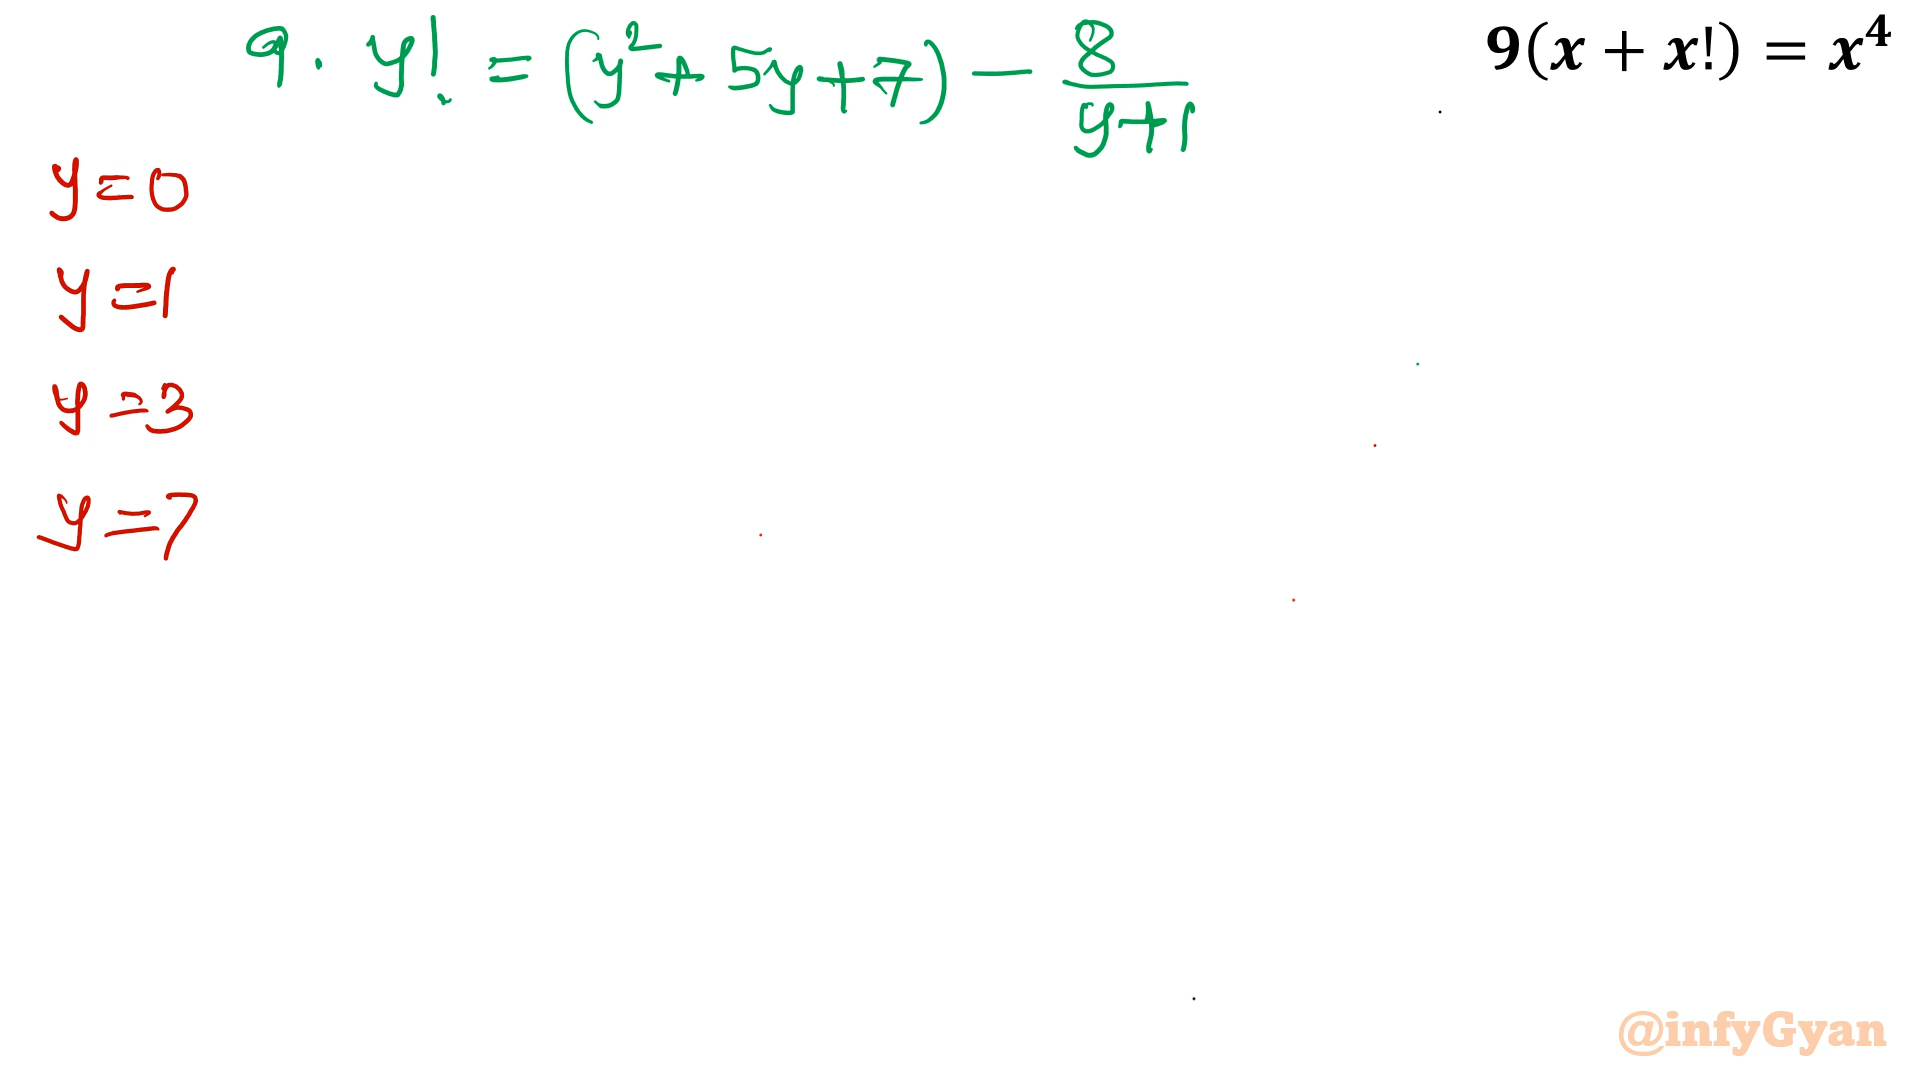 9 · y! = (y² + 5y + 7) − 8/(y+1)
9(x + x!) = x⁴
y = 0
y = 1
y = 3
y = 7
@infyGyan